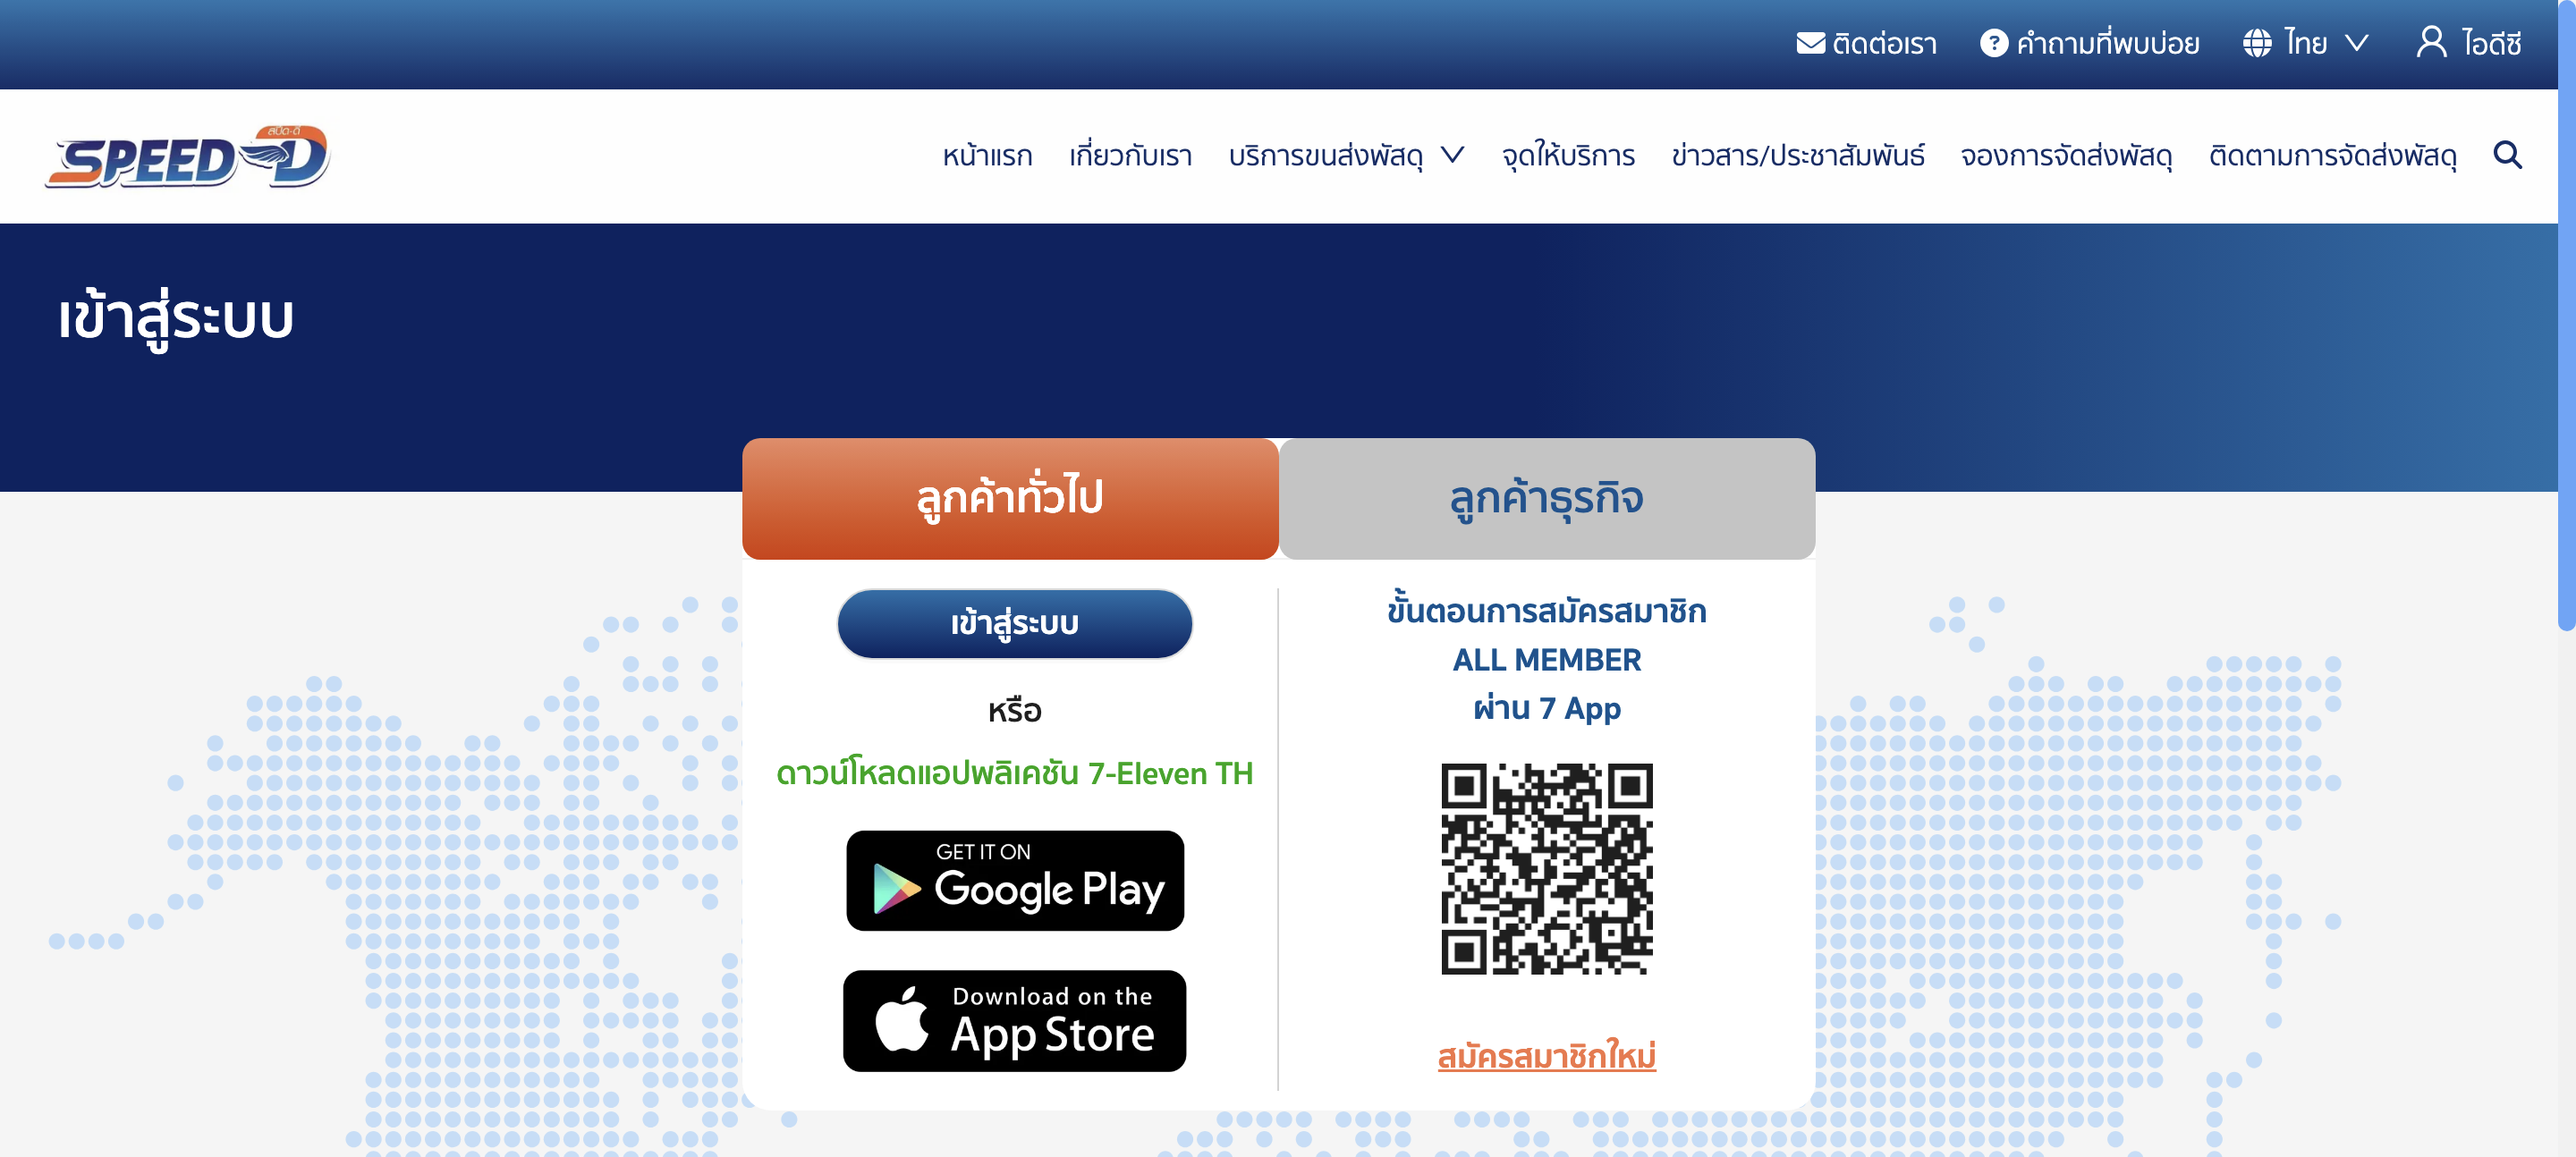 ติดต่อเรา
คำถามที่พบบ่อย
ไทย
ไอดีซี
สปีด-ดี
SPEED-D
หน้าแรก
เกี่ยวกับเรา
บริการขนส่งพัสดุ
จุดให้บริการ
ข่าวสาร/ประชาสัมพันธ์
จองการจัดส่งพัสดุ
ติดตามการจัดส่งพัสดุ
เข้าสู่ระบบ
ลูกค้าทั่วไป
ลูกค้าธุรกิจ
เข้าสู่ระบบ
หรือ
ดาวน์โหลดแอปพลิเคชัน 7-Eleven TH
GET IT ON
Google Play
Download on the
App Store
ขั้นตอนการสมัครสมาชิก
ALL MEMBER
ผ่าน 7 App
สมัครสมาชิกใหม่